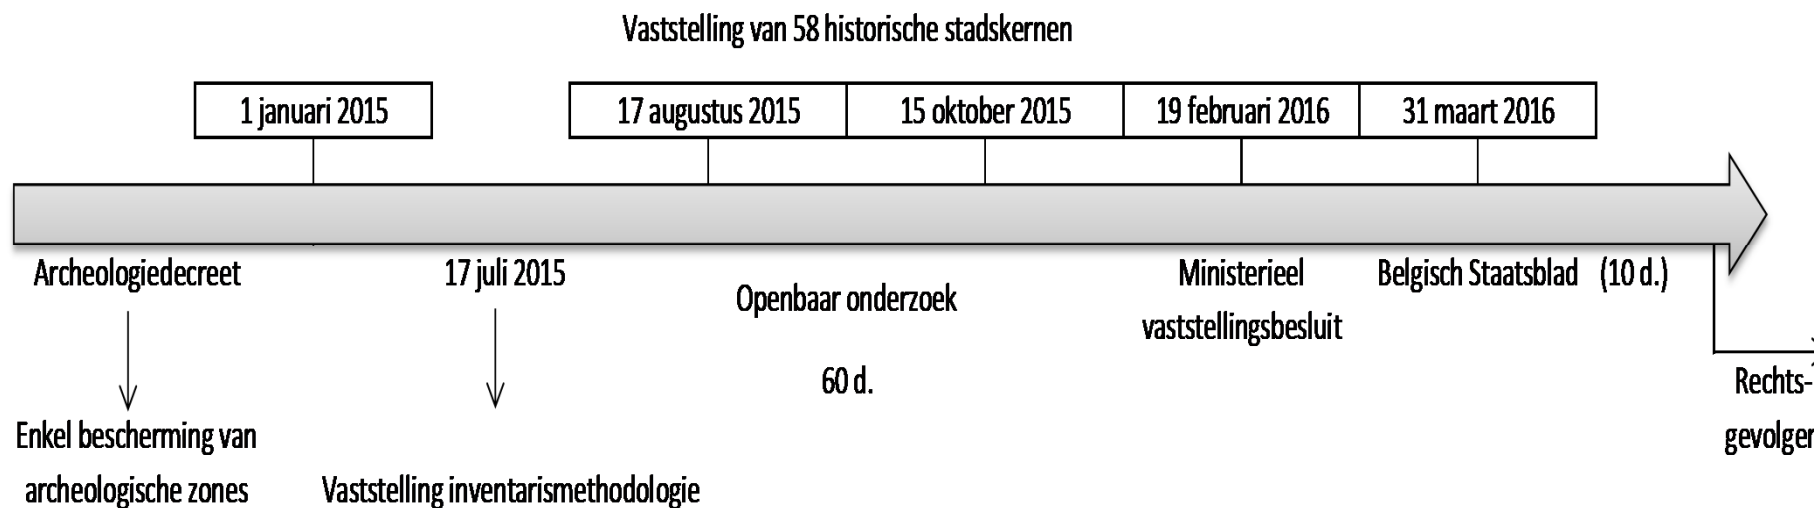 Vaststelling van 58 historische stadskernen
1 januari 2015
17 augustus 2015
15 oktober 2015
19 februari 2016
31 maart 2016
Archeologiedecreet
17 juli 2015
Openbaar onderzoek
60 d.
Ministerieel
vaststellingsbesluit
Belgisch Staatsblad (10 d.)
Rechts-
gevolgen
Enkel bescherming van
archeologische zones
Vaststelling inventarismethodologie